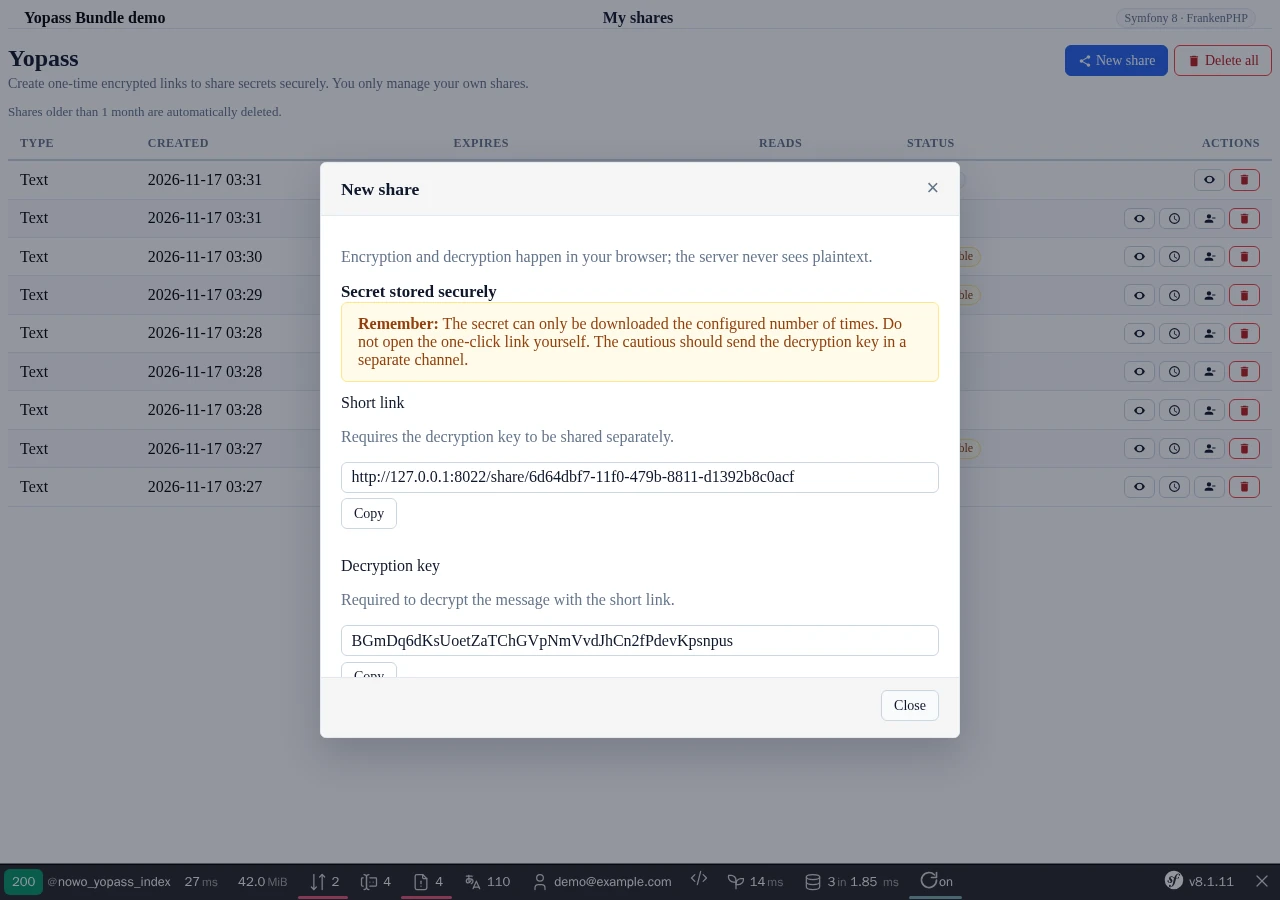 Yopass Bundle demo
My shares
Symfony 8 · FrankenPHP
Yopass
New share
Delete all
Create one-time encrypted links to share secrets securely. You only manage your own shares.
Shares older than 1 month are automatically deleted.
TYPE CREATED EXPIRES READS STATUS ACTIONS
Text 2026-11-17 03:31
Text 2026-11-17 03:31
Text 2026-11-17 03:30
Text 2026-11-17 03:29
Text 2026-11-17 03:28
Text 2026-11-17 03:28
Text 2026-11-17 03:28
Text 2026-11-17 03:27
Text 2026-11-17 03:27
New share
Encryption and decryption happen in your browser; the server never sees plaintext.
Secret stored securely
Remember: The secret can only be downloaded the configured number of times. Do
not open the one-click link yourself. The cautious should send the decryption key in a
separate channel.
Short link
Requires the decryption key to be shared separately.
http://127.0.0.1:8022/share/6d64dbf7-11f0-479b-8811-d1392b8c0acf
Copy
Decryption key
Required to decrypt the message with the short link.
BGmDq6dKsUoetZaTChGVpNmVvdJhCn2fPdevKpsnpus
Copy
Close
200 @nowo_yopass_index 27 ms 42.0 MiB 2 4 4 110 demo@example.com 14 ms 3 in 1.85 ms on v8.1.11